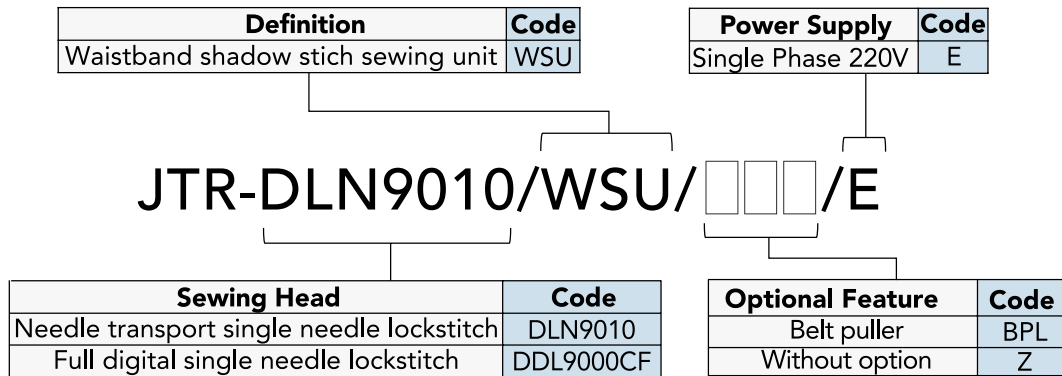 Definition Code
Waistband shadow stich sewing unit WSU
Power Supply Code
Single Phase 220V E
JTR-DLN9010/WSU/□□□/E
Sewing Head Code
Needle transport single needle lockstitch DLN9010
Full digital single needle lockstitch DDL9000CF
Optional Feature Code
Belt puller BPL
Without option Z